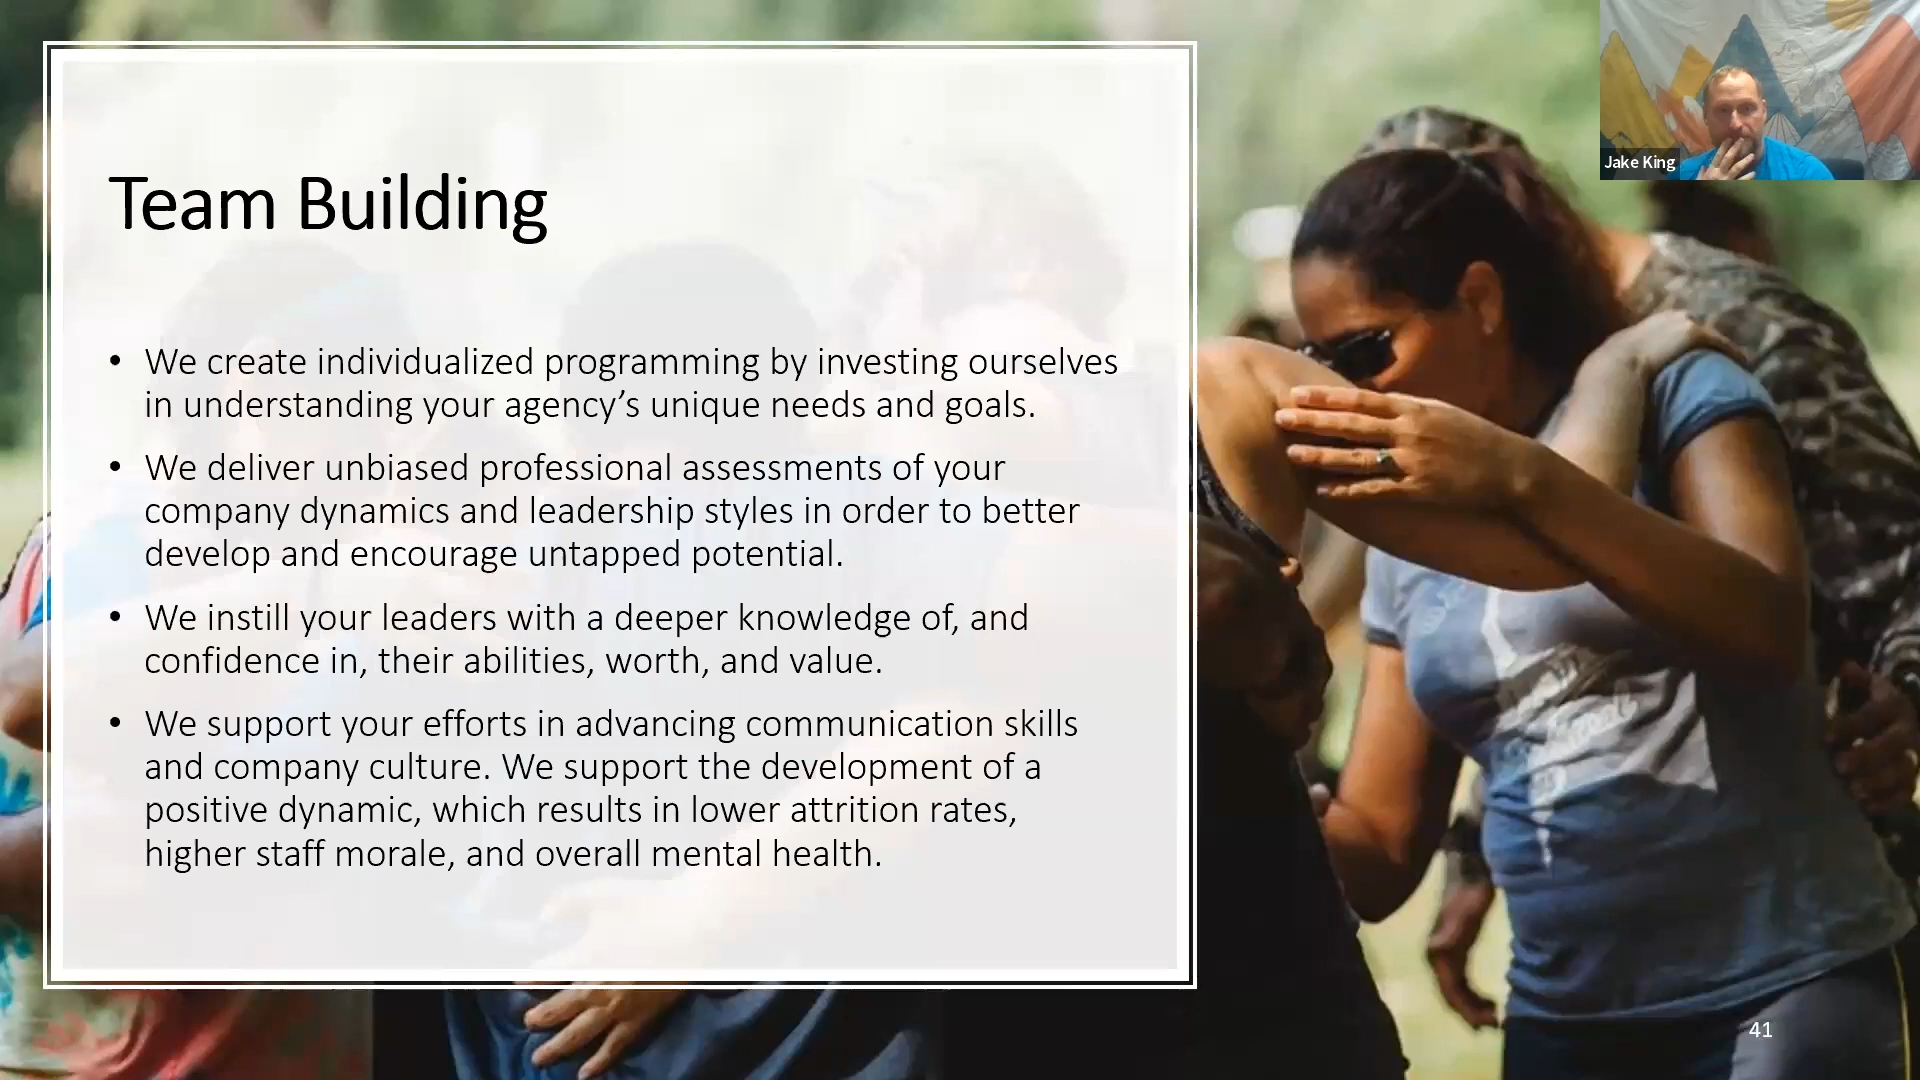 Jake King
Team Building
• We create individualized programming by investing ourselves
in understanding your agency’s unique needs and goals.
• We deliver unbiased professional assessments of your
company dynamics and leadership styles in order to better
develop and encourage untapped potential.
• We instill your leaders with a deeper knowledge of, and
confidence in, their abilities, worth, and value.
• We support your efforts in advancing communication skills
and company culture. We support the development of a
positive dynamic, which results in lower attrition rates,
higher staff morale, and overall mental health.
41